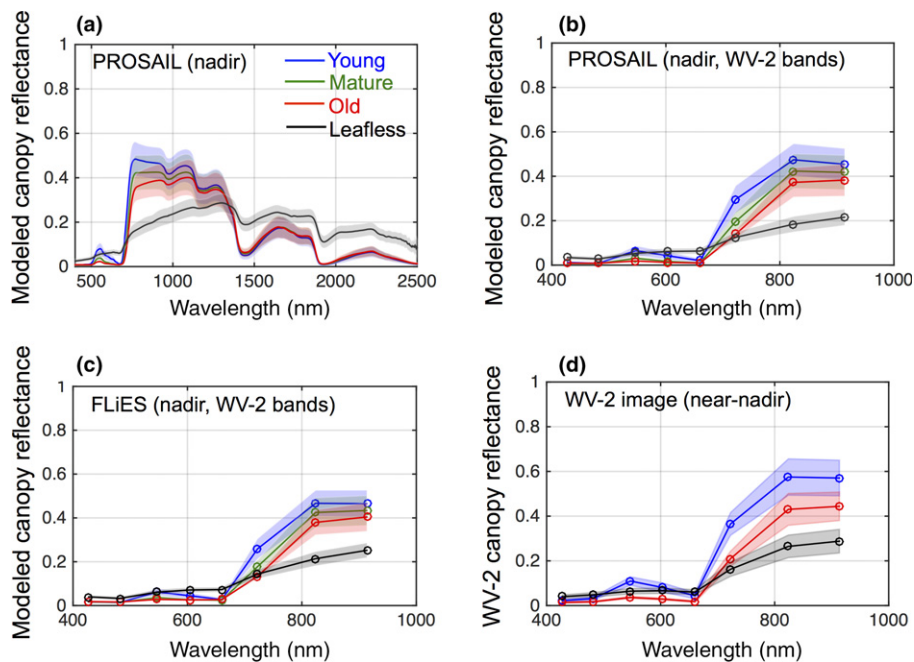 (a)
PROSAIL (nadir)
Young
Mature
Old
Leafless
Modeled canopy reflectance
1
0.8
0.6
0.4
0.2
0
500
1000
1500
2000
2500
Wavelength (nm)
(b)
PROSAIL (nadir, WV-2 bands)
Modeled canopy reflectance
1
0.8
0.6
0.4
0.2
0
400
600
800
1000
Wavelength (nm)
(c)
FLiES (nadir, WV-2 bands)
Modeled canopy reflectance
1
0.8
0.6
0.4
0.2
0
400
600
800
1000
Wavelength (nm)
(d)
WV-2 image (near-nadir)
WV-2 canopy reflectance
1
0.8
0.6
0.4
0.2
0
400
600
800
1000
Wavelength (nm)